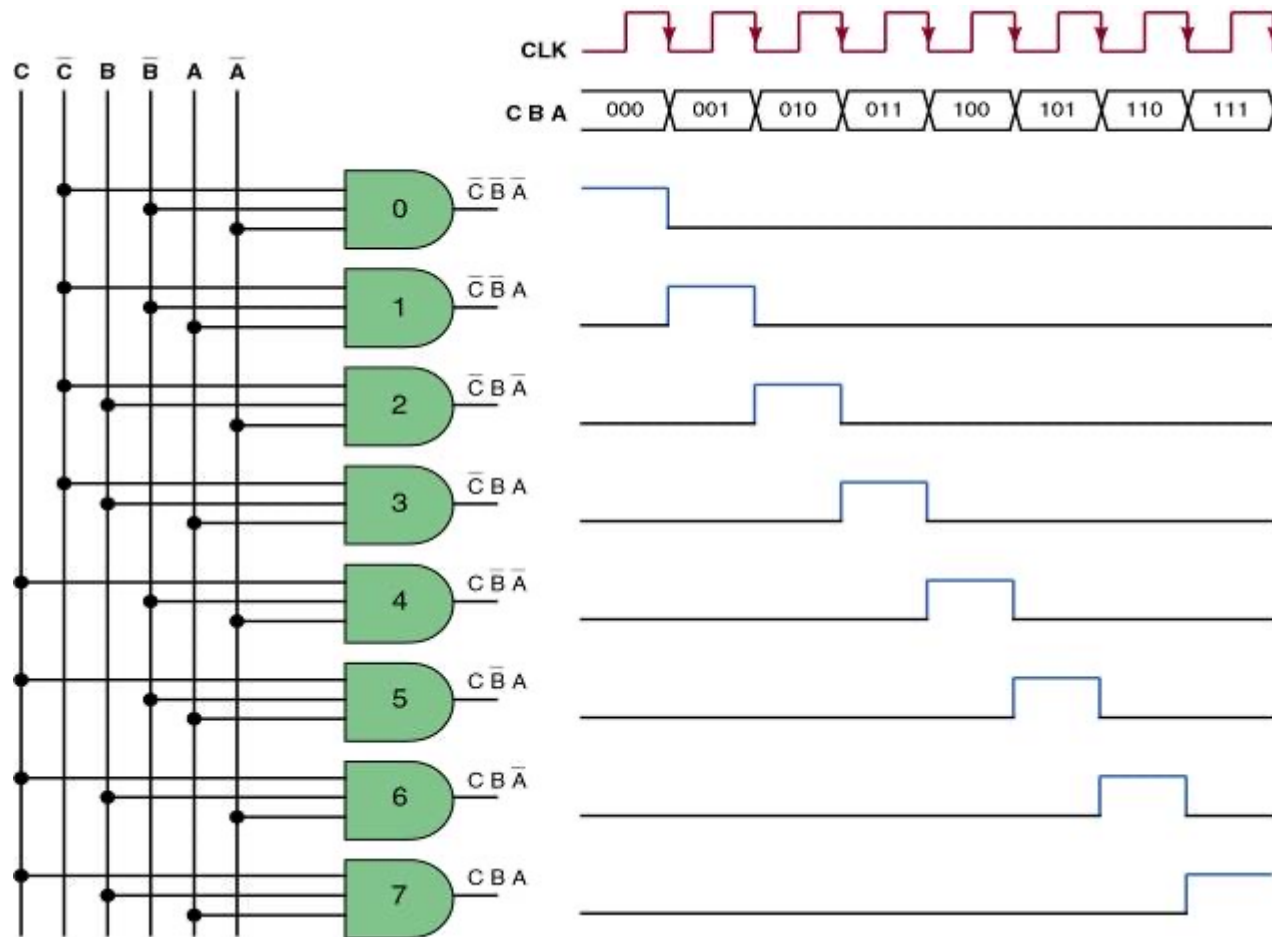 CLK
C C̅ B B̅ A A̅
C B A 000 001 010 011 100 101 110 111
0 C̅ B̅ A̅
1 C̅ B̅ A
2 C̅ B A̅
3 C̅ B A
4 C B̅ A̅
5 C B̅ A
6 C B A̅
7 C B A